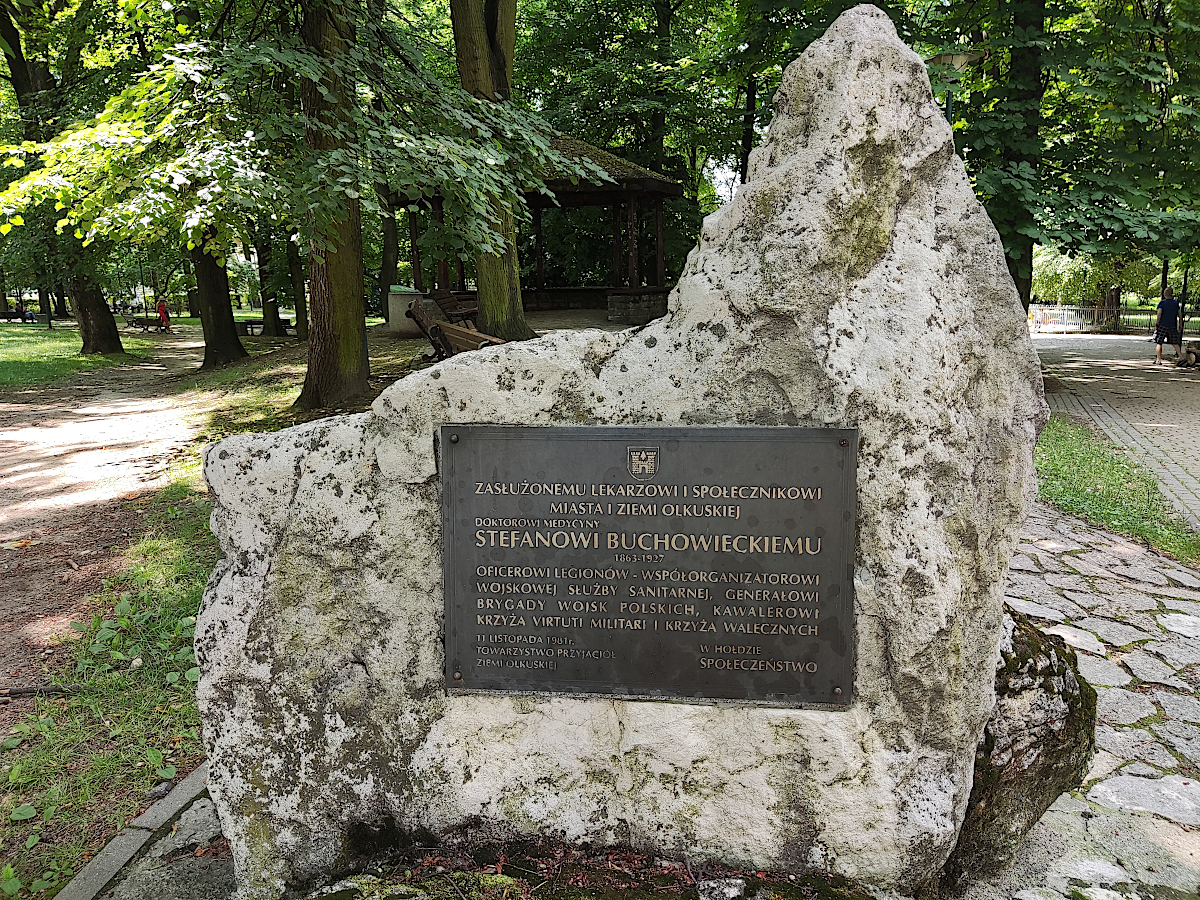 ZASŁUŻONEMU LEKARZOWI I SPOŁECZNIKOWI
MIASTA I ZIEMI OLKUSKIEJ
DOKTOROWI MEDYCYNY
STEFANOWI BUCHOWIECKIEMU
1863-1927
OFICEROWI LEGIONÓW - WSPÓŁORGANIZATOROWI
WOJSKOWEJ SŁUŻBY SANITARNEJ, GENERAŁOWI
BRYGADY WOJSK POLSKICH, KAWALEROWI
KRZYŻA VIRTUTI MILITARI I KRZYŻA WALECZNYCH
11 LISTOPADA 1981r.
TOWARZYSTWO PRZYJACIÓŁ
ZIEMI OLKUSKIEJ
W HOŁDZIE
SPOŁECZEŃSTWO